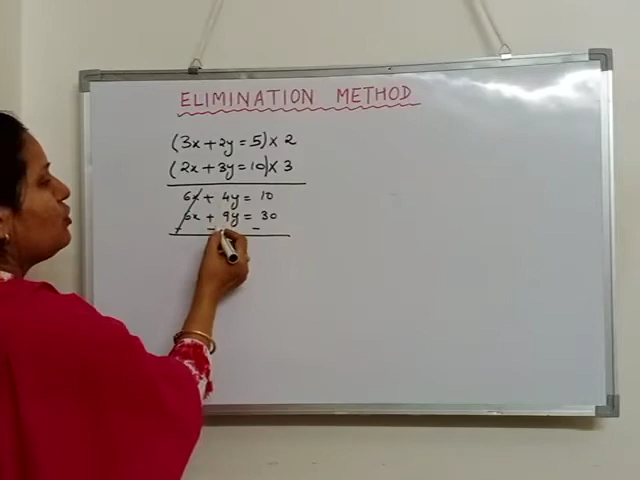 ELIMINATION METHOD
(3x + 2y = 5) × 2
(2x + 3y = 10) × 3
6x + 4y = 10
6x + 9y = 30
- - -